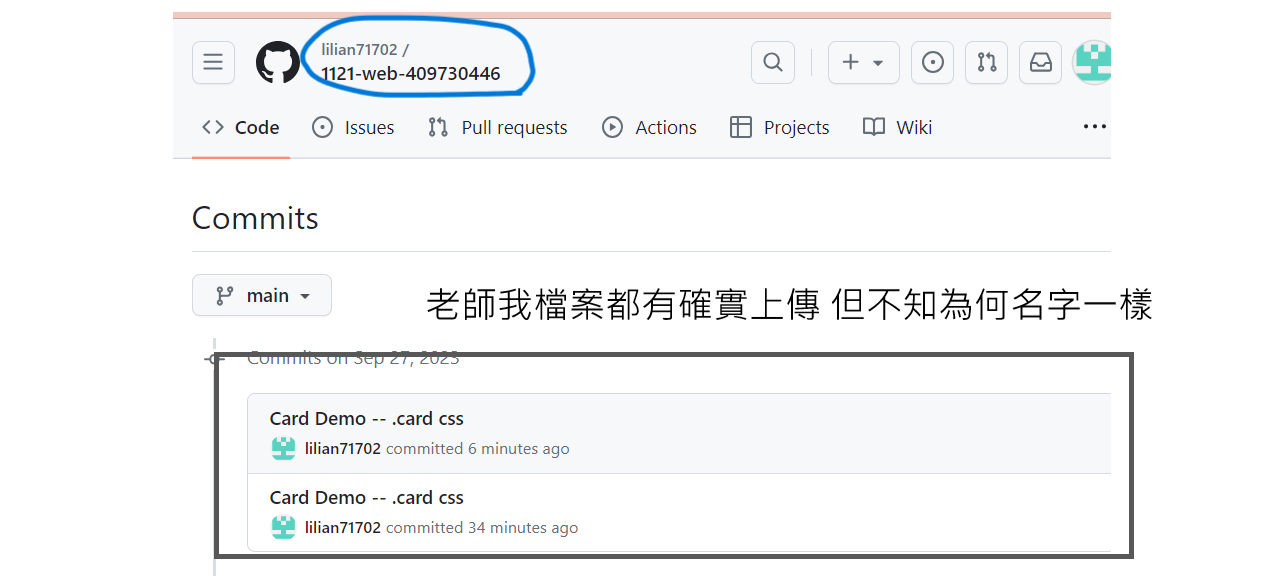 lilian71702 /
1121-web-409730446
Code Issues Pull requests Actions Projects Wiki
Commits
main
老師我檔案都有確實上傳 但不知為何名字一樣
Commits on Sep 27, 2023
Card Demo -- .card css
lilian71702 committed 6 minutes ago
Card Demo -- .card css
lilian71702 committed 34 minutes ago